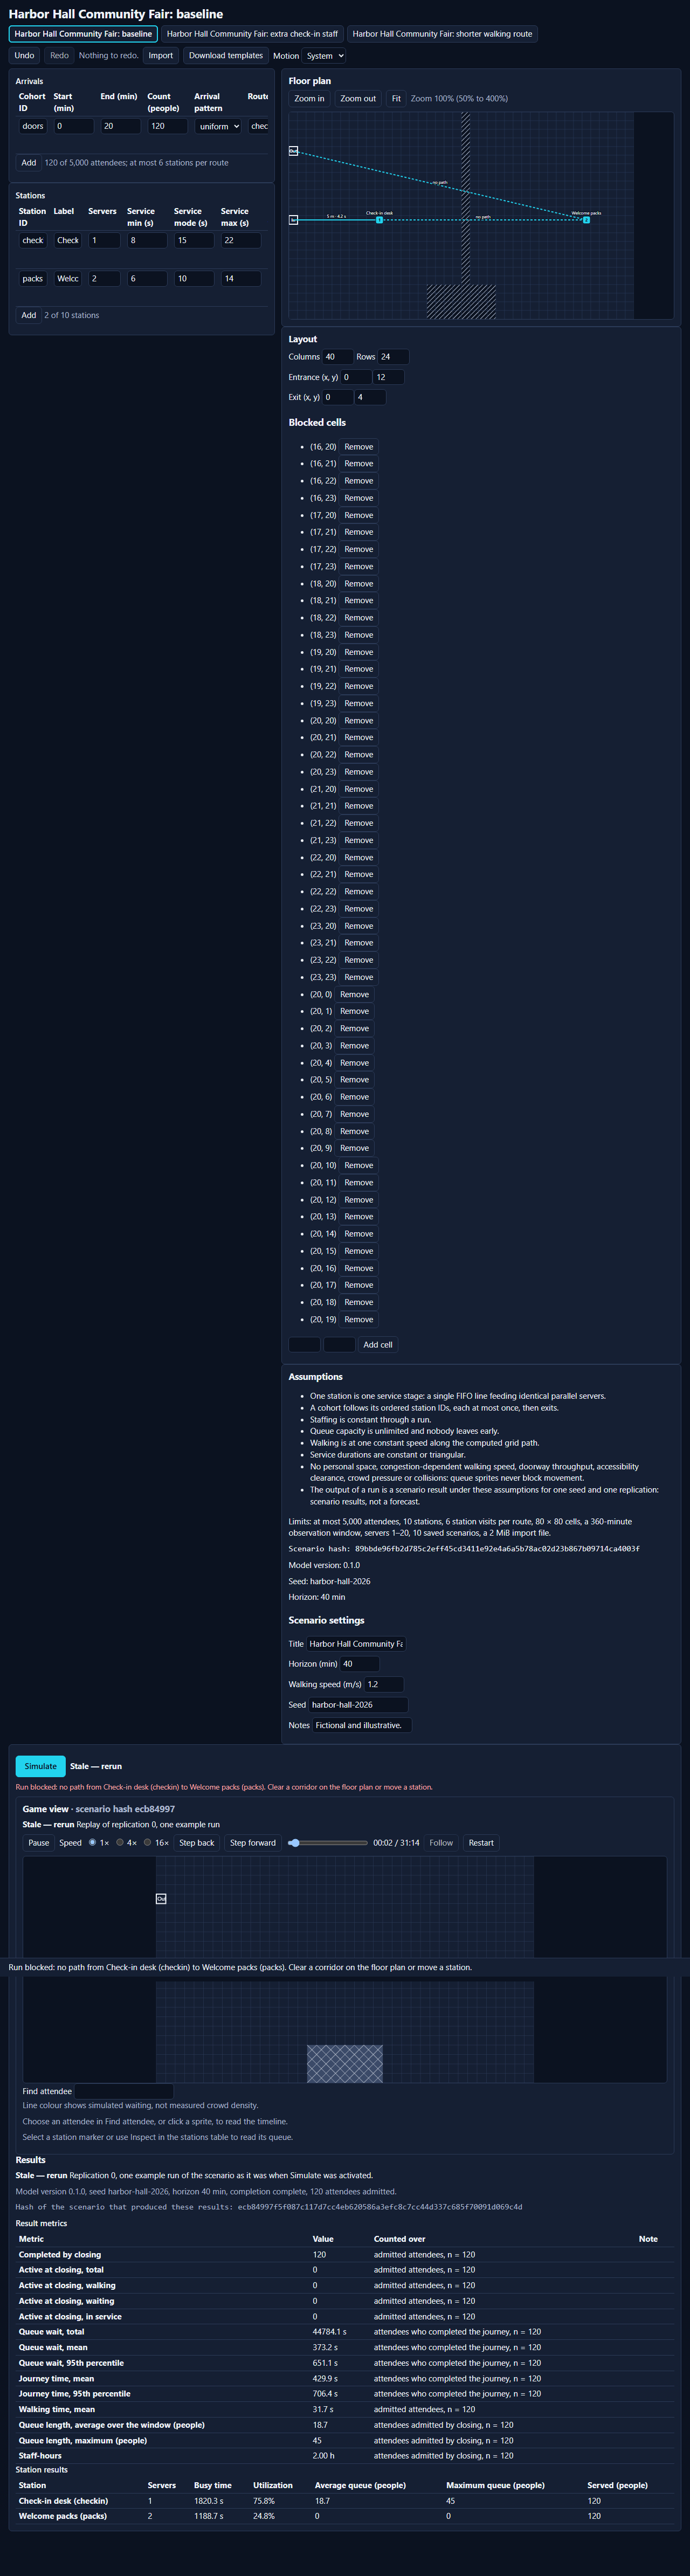 Harbor Hall Community Fair: baseline
Harbor Hall Community Fair: baseline Harbor Hall Community Fair: extra check-in staff Harbor Hall Community Fair: shorter walking route
Undo Redo Nothing to redo. Import Download templates Motion System
Arrivals
Cohort ID Start (min) End (min) Count (people) Arrival pattern Route
doors 0 20 120 uniform chec
Add 120 of 5,000 attendees; at most 6 stations per route
Stations
Station ID Label Servers Service min (s) Service mode (s) Service max (s)
check Check 1 8 15 22
packs Welcc 2 6 10 14
Add 2 of 10 stations
Floor plan
Zoom in Zoom out Fit Zoom 100% (50% to 400%)
Out
no path
In 5 m · 4.2 s Check-in desk no path Welcome packs
Layout
Columns 40 Rows 24
Entrance (x, y) 0 12
Exit (x, y) 0 4
Blocked cells
(16, 20) Remove
(16, 21) Remove
(16, 22) Remove
(16, 23) Remove
(17, 20) Remove
(17, 21) Remove
(17, 22) Remove
(17, 23) Remove
(18, 20) Remove
(18, 21) Remove
(18, 22) Remove
(18, 23) Remove
(19, 20) Remove
(19, 21) Remove
(19, 22) Remove
(19, 23) Remove
(20, 20) Remove
(20, 21) Remove
(20, 22) Remove
(20, 23) Remove
(21, 20) Remove
(21, 21) Remove
(21, 22) Remove
(21, 23) Remove
(22, 20) Remove
(22, 21) Remove
(22, 22) Remove
(22, 23) Remove
(23, 20) Remove
(23, 21) Remove
(23, 22) Remove
(23, 23) Remove
(20, 0) Remove
(20, 1) Remove
(20, 2) Remove
(20, 3) Remove
(20, 4) Remove
(20, 5) Remove
(20, 6) Remove
(20, 7) Remove
(20, 8) Remove
(20, 9) Remove
(20, 10) Remove
(20, 11) Remove
(20, 12) Remove
(20, 13) Remove
(20, 14) Remove
(20, 15) Remove
(20, 16) Remove
(20, 17) Remove
(20, 18) Remove
(20, 19) Remove
Add cell
Assumptions
One station is one service stage: a single FIFO line feeding identical parallel servers.
A cohort follows its ordered station IDs, each at most once, then exits.
Staffing is constant through a run.
Queue capacity is unlimited and nobody leaves early.
Walking is at one constant speed along the computed grid path.
Service durations are constant or triangular.
No personal space, congestion-dependent walking speed, doorway throughput, accessibility
clearance, crowd pressure or collisions: queue sprites never block movement.
The output of a run is a scenario result under these assumptions for one seed and one replication:
scenario results, not a forecast.
Limits: at most 5,000 attendees, 10 stations, 6 station visits per route, 80 × 80 cells, a 360-minute
observation window, servers 1–20, 10 saved scenarios, a 2 MiB import file.
Scenario hash: 89bbde96fb2d785c2eff45cd3411e92e4a6a5b78ac02d23b867b09714ca4003f
Model version: 0.1.0
Seed: harbor-hall-2026
Horizon: 40 min
Scenario settings
Title Harbor Hall Community Fa
Horizon (min) 40
Walking speed (m/s) 1.2
Seed harbor-hall-2026
Notes Fictional and illustrative.
Simulate Stale — rerun
Run blocked: no path from Check-in desk (checkin) to Welcome packs (packs). Clear a corridor on the floor plan or move a station.
Game view · scenario hash ecb84997
Stale — rerun Replay of replication 0, one example run
Pause Speed 1× 4× 16× Step back Step forward 00:02 / 31:14 Follow Restart
Out
Run blocked: no path from Check-in desk (checkin) to Welcome packs (packs). Clear a corridor on the floor plan or move a station.
Find attendee
Line colour shows simulated waiting, not measured crowd density.
Choose an attendee in Find attendee, or click a sprite, to read the timeline.
Select a station marker or use Inspect in the stations table to read its queue.
Results
Stale — rerun Replication 0, one example run of the scenario as it was when Simulate was activated.
Model version 0.1.0, seed harbor-hall-2026, horizon 40 min, completion complete, 120 attendees admitted.
Hash of the scenario that produced these results: ecb84997f5f087c117d7cc4eb620586a3efc8c7cc44d337c685f70091d069c4d
Result metrics
Metric Value Counted over Note
Completed by closing 120 admitted attendees, n = 120
Active at closing, total 0 admitted attendees, n = 120
Active at closing, walking 0 admitted attendees, n = 120
Active at closing, waiting 0 admitted attendees, n = 120
Active at closing, in service 0 admitted attendees, n = 120
Queue wait, total 44784.1 s attendees who completed the journey, n = 120
Queue wait, mean 373.2 s attendees who completed the journey, n = 120
Queue wait, 95th percentile 651.1 s attendees who completed the journey, n = 120
Journey time, mean 429.9 s attendees who completed the journey, n = 120
Journey time, 95th percentile 706.4 s attendees who completed the journey, n = 120
Walking time, mean 31.7 s admitted attendees, n = 120
Queue length, average over the window (people) 18.7 attendees admitted by closing, n = 120
Queue length, maximum (people) 45 attendees admitted by closing, n = 120
Staff-hours 2.00 h attendees admitted by closing, n = 120
Station results
Station Servers Busy time Utilization Average queue (people) Maximum queue (people) Served (people)
Check-in desk (checkin) 1 1820.3 s 75.8% 18.7 45 120
Welcome packs (packs) 2 1188.7 s 24.8% 0 0 120